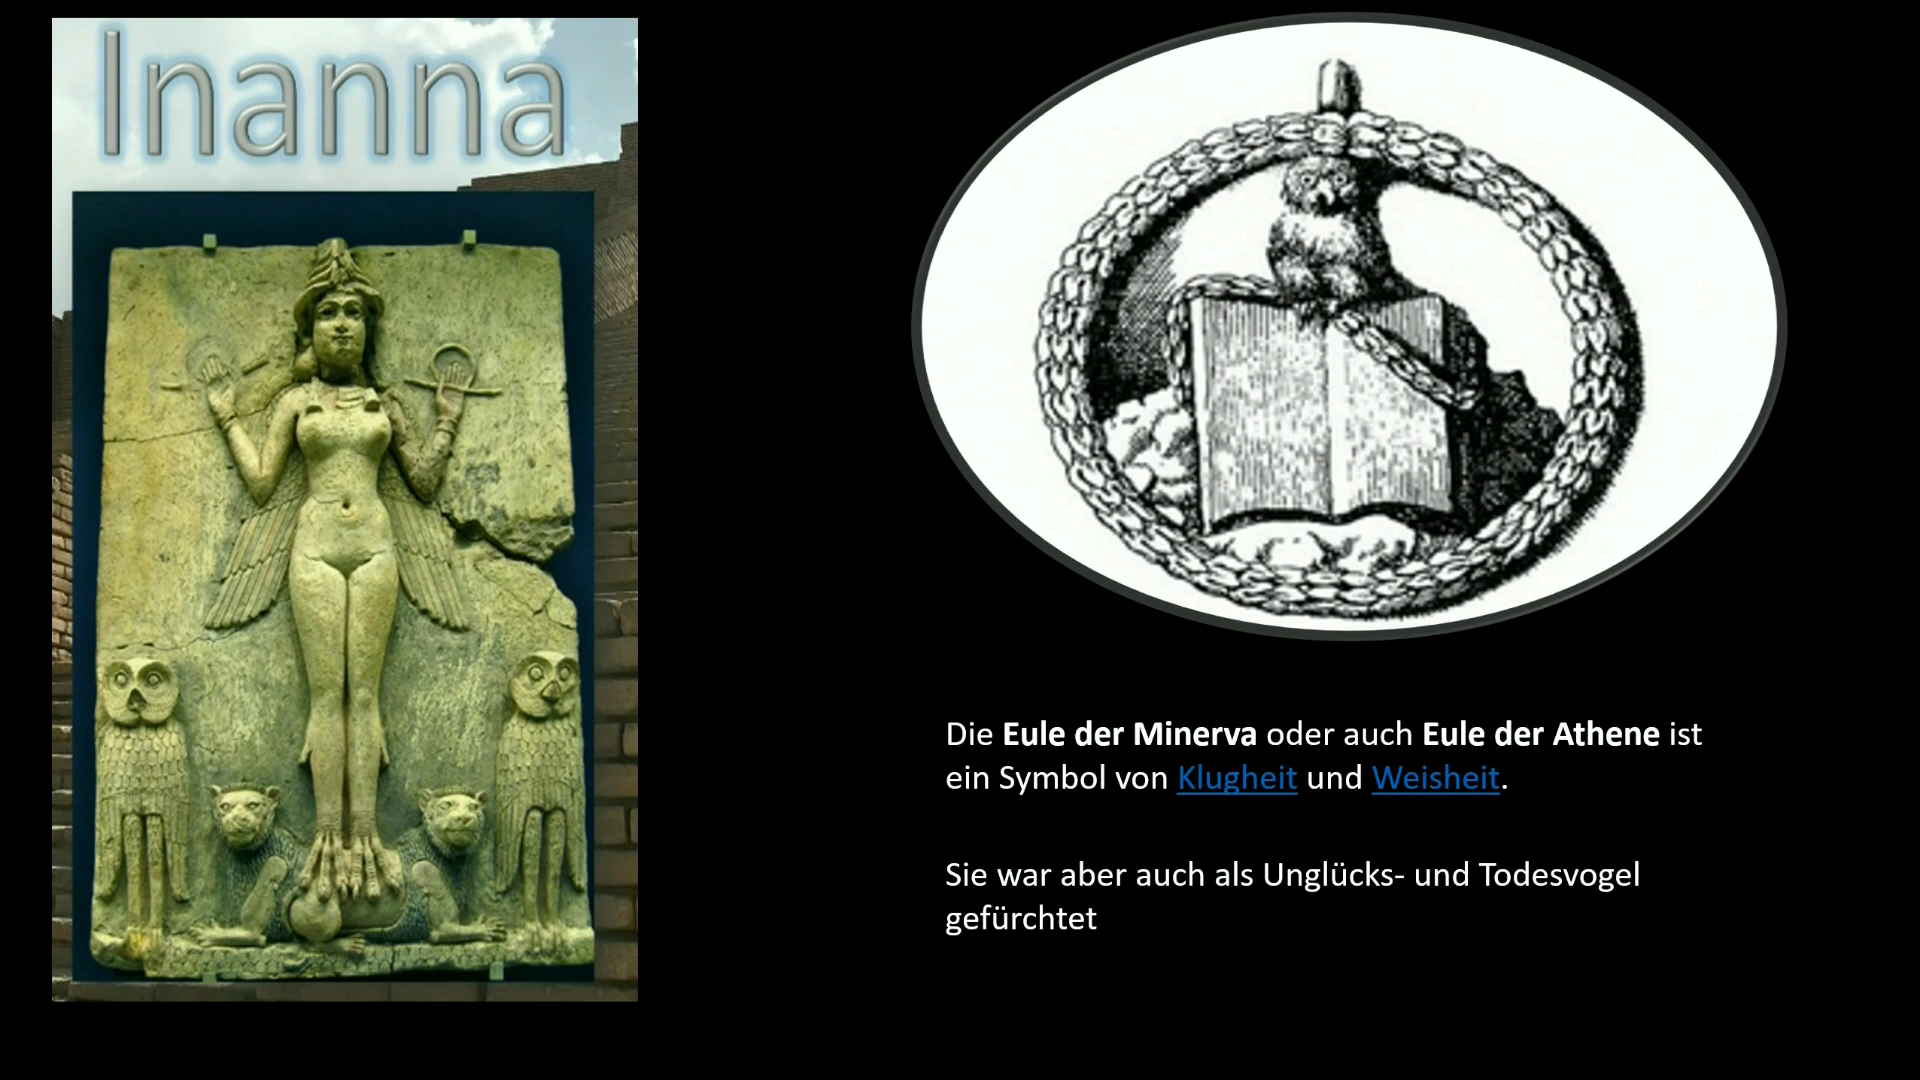 Inanna
Die Eule der Minerva oder auch Eule der Athene ist
ein Symbol von Klugheit und Weisheit.
Sie war aber auch als Unglücks- und Todesvogel
gefürchtet